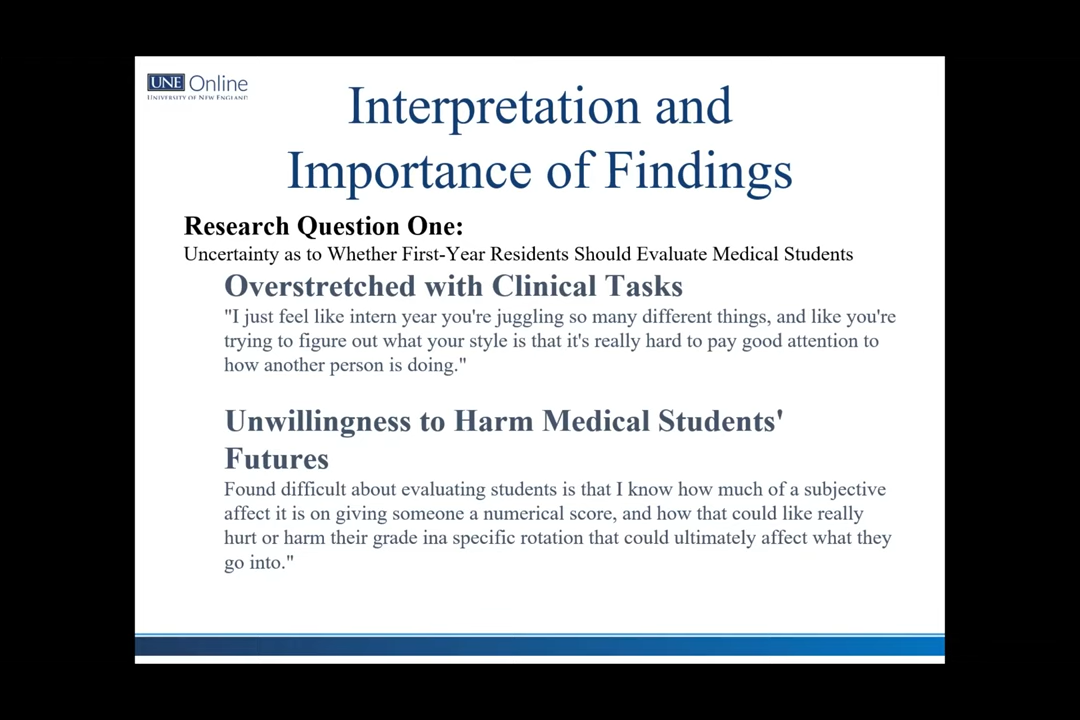 UNE Online
UNIVERSITY OF NEW ENGLAND
Interpretation and
Importance of Findings
Research Question One:
Uncertainty as to Whether First-Year Residents Should Evaluate Medical Students
Overstretched with Clinical Tasks
"I just feel like intern year you're juggling so many different things, and like you're
trying to figure out what your style is that it's really hard to pay good attention to
how another person is doing."
Unwillingness to Harm Medical Students'
Futures
Found difficult about evaluating students is that I know how much of a subjective
affect it is on giving someone a numerical score, and how that could like really
hurt or harm their grade ina specific rotation that could ultimately affect what they
go into."